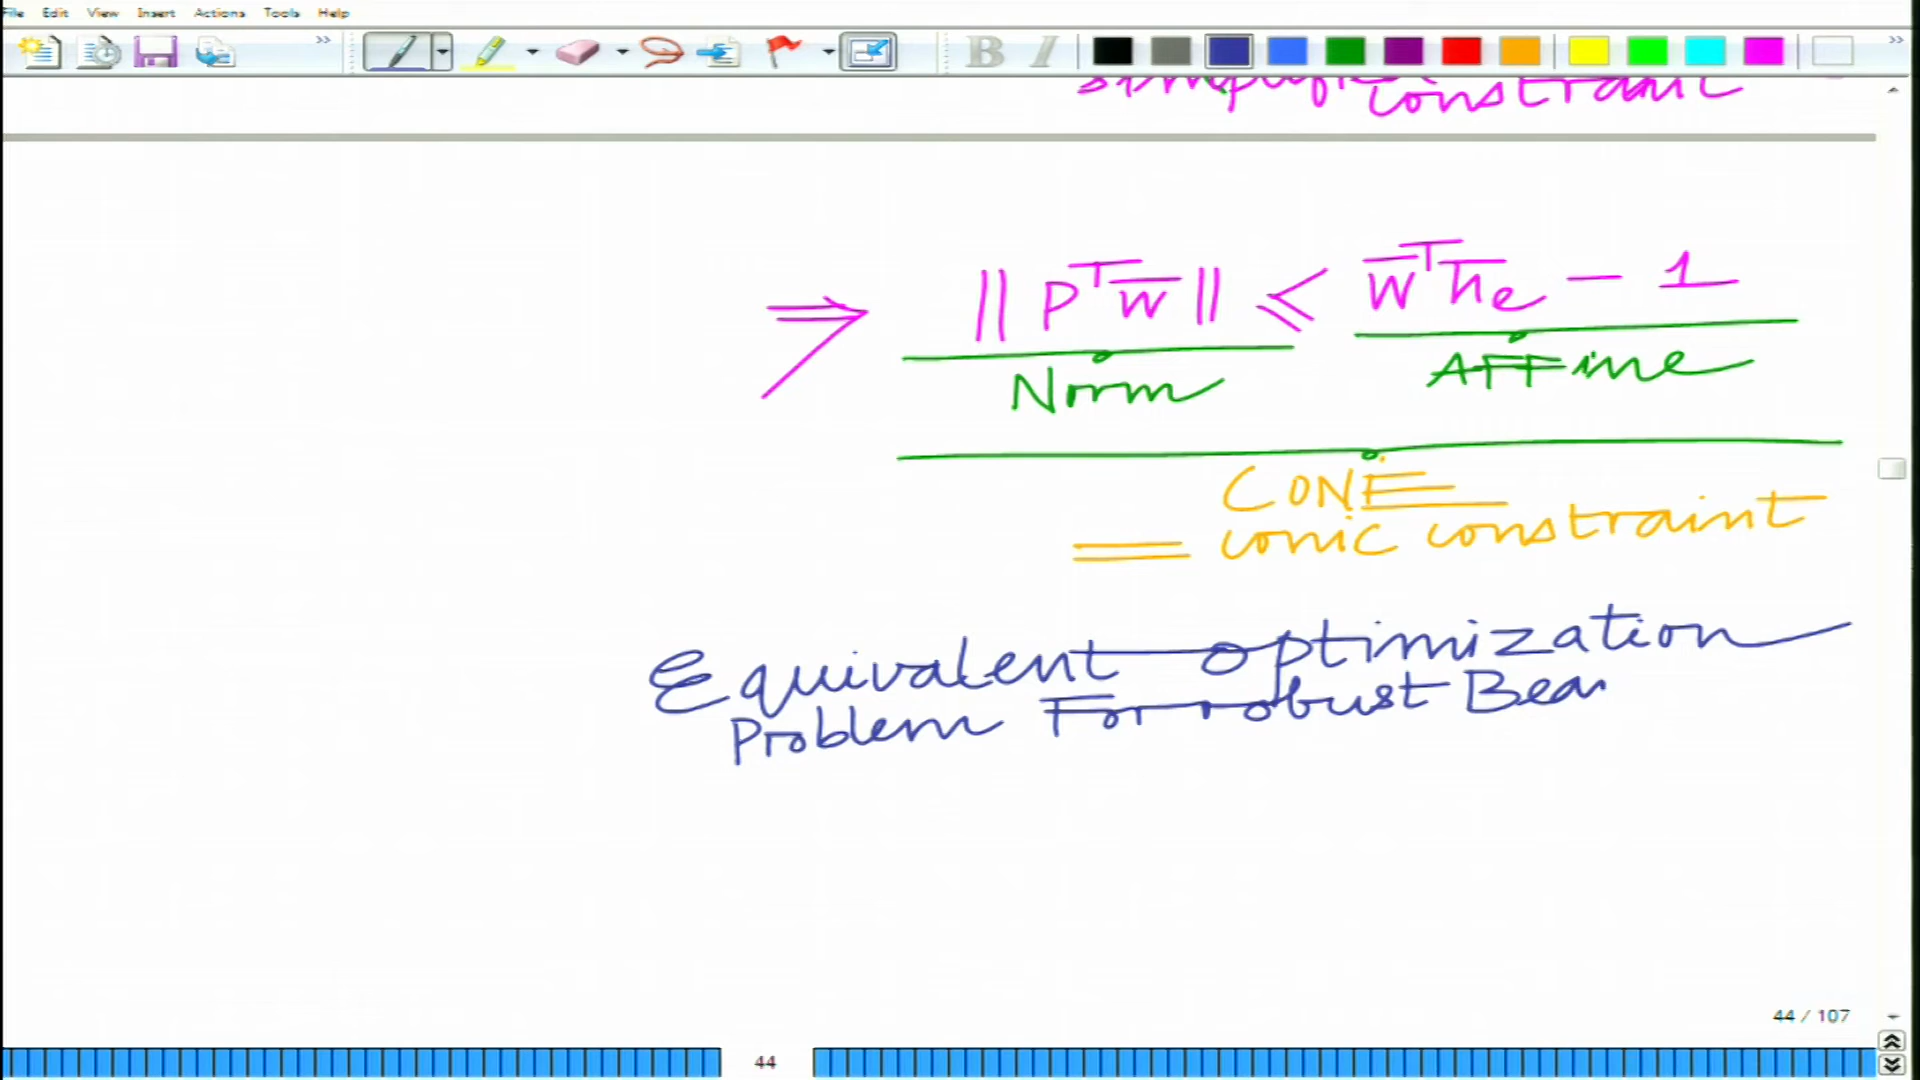 File Edit View Insert Actions Tools Help
B I
constraint
⇒ || P^T w̅ || ≤ w̅^T h̅e − 1
Norm AFFine
CONE
= conic constraint
Equivalent optimization
Problem For robust Bea
44 / 107
44